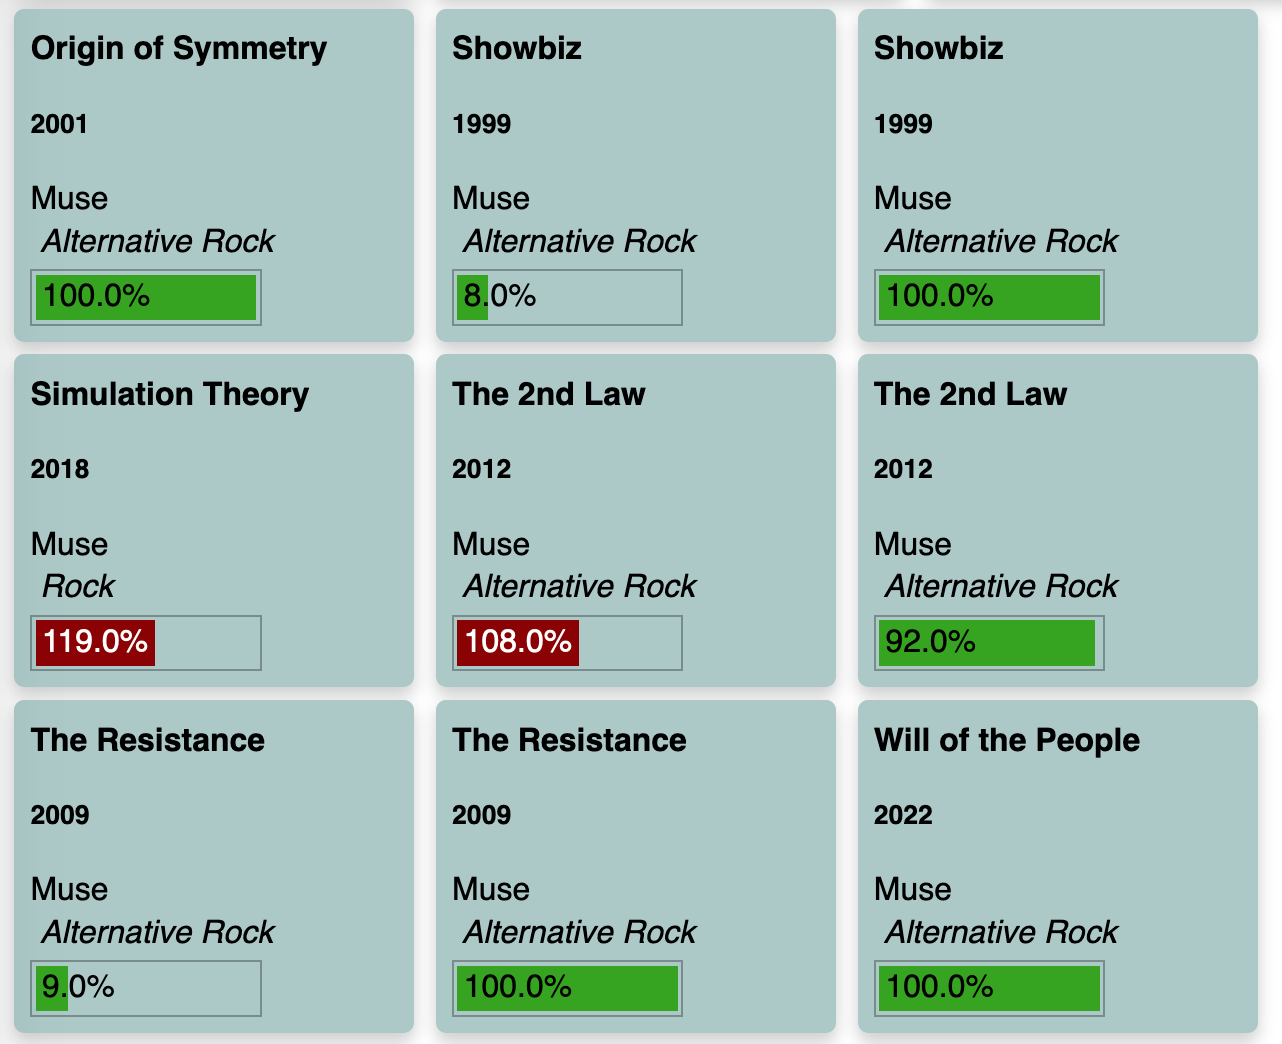 Origin of Symmetry
2001
Muse
Alternative Rock
100.0%
Showbiz
1999
Muse
Alternative Rock
8.0%
Showbiz
1999
Muse
Alternative Rock
100.0%
Simulation Theory
2018
Muse
Rock
119.0%
The 2nd Law
2012
Muse
Alternative Rock
108.0%
The 2nd Law
2012
Muse
Alternative Rock
92.0%
The Resistance
2009
Muse
Alternative Rock
9.0%
The Resistance
2009
Muse
Alternative Rock
100.0%
Will of the People
2022
Muse
Alternative Rock
100.0%